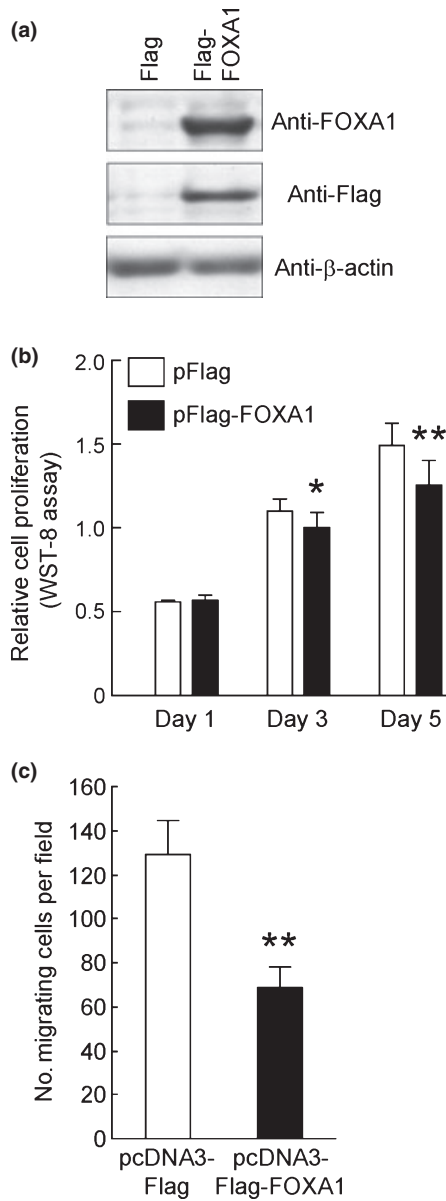 (a)
Flag
Flag-
FOXA1
Anti-FOXA1
Anti-Flag
Anti-β-actin
(b)
2.0
1.5
1.0
0.5
0
Relative cell proliferation
(WST-8 assay)
pFlag
pFlag-FOXA1
*
**
Day 1
Day 3
Day 5
(c)
160
140
120
100
80
60
40
20
0
No. migrating cells per field
**
pcDNA3-
Flag
pcDNA3-
Flag-FOXA1